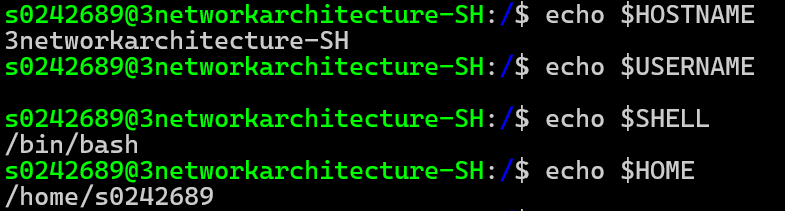 s0242689@3networkarchitecture-SH:/$ echo $HOSTNAME
3networkarchitecture-SH
s0242689@3networkarchitecture-SH:/$ echo $USERNAME

s0242689@3networkarchitecture-SH:/$ echo $SHELL
/bin/bash
s0242689@3networkarchitecture-SH:/$ echo $HOME
/home/s0242689